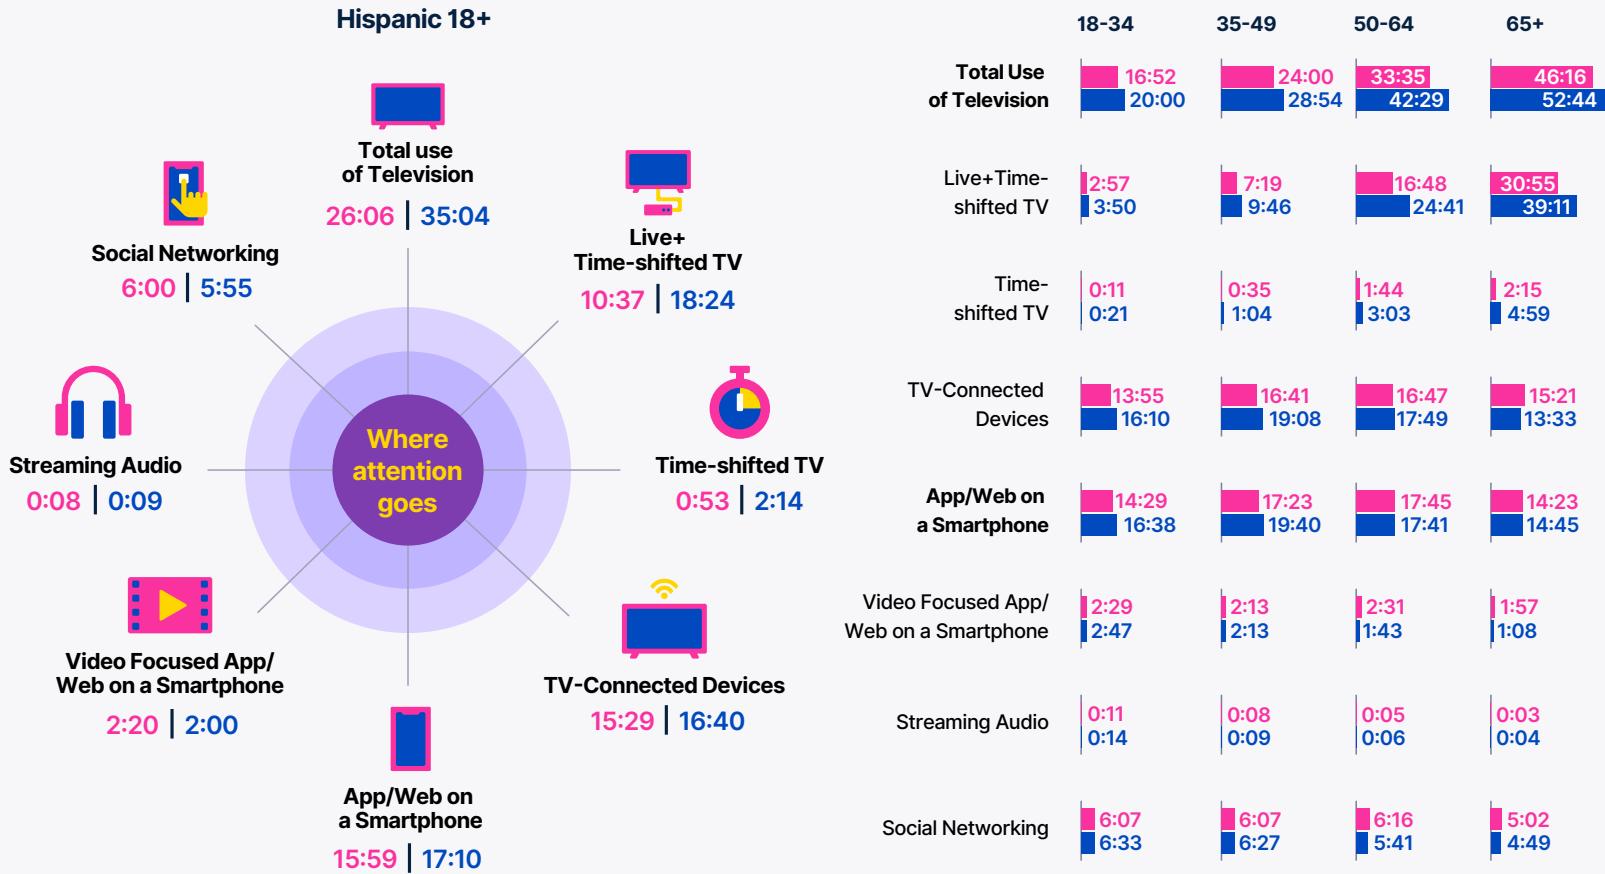 Hispanic 18+
Total use
of Television
26:06 | 35:04
Live+
Time-shifted TV
10:37 | 18:24
Time-shifted TV
0:53 | 2:14
TV-Connected Devices
15:29 | 16:40
App/Web on
a Smartphone
15:59 | 17:10
Video Focused App/
Web on a Smartphone
2:20 | 2:00
Streaming Audio
0:08 | 0:09
Social Networking
6:00 | 5:55
Where
attention
goes
18-34 35-49 50-64 65+
Total Use
of Television
16:52 24:00 33:35 46:16
20:00 28:54 42:29 52:44
Live+Time-
shifted TV
2:57 7:19 16:48 30:55
3:50 9:46 24:41 39:11
Time-
shifted TV
0:11 0:35 1:44 2:15
0:21 1:04 3:03 4:59
TV-Connected
Devices
13:55 16:41 16:47 15:21
16:10 19:08 17:49 13:33
App/Web on
a Smartphone
14:29 17:23 17:45 14:23
16:38 19:40 17:41 14:45
Video Focused App/
Web on a Smartphone
2:29 2:13 2:31 1:57
2:47 2:13 1:43 1:08
Streaming Audio
0:11 0:08 0:05 0:03
0:14 0:09 0:06 0:04
Social Networking
6:07 6:07 6:16 5:02
6:33 6:27 5:41 4:49